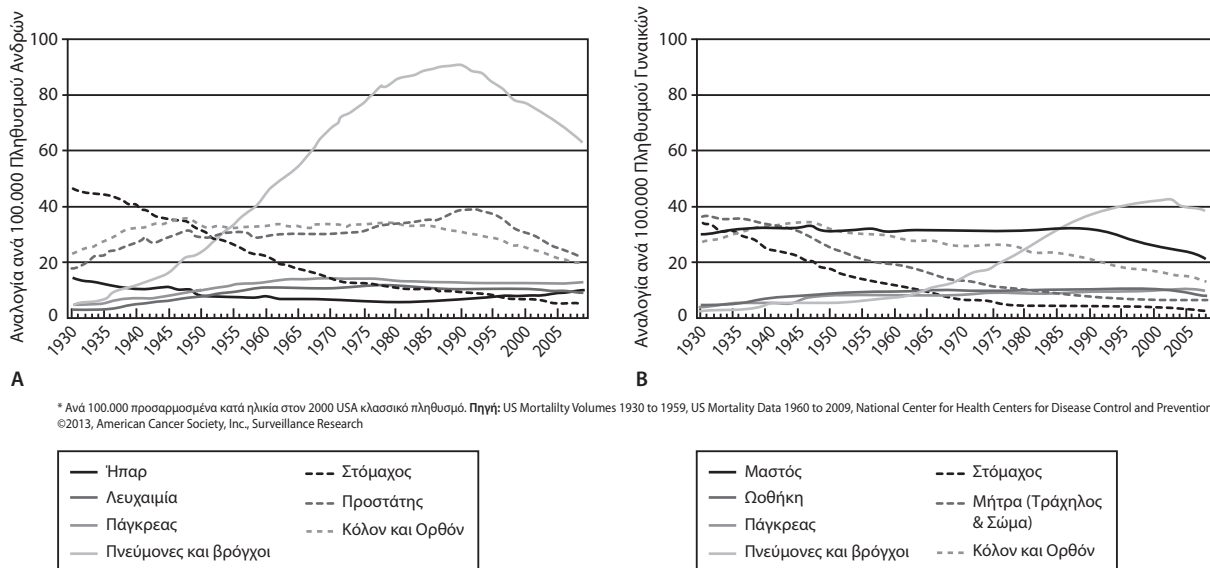 Αναλογία ανά 100.000 Πληθυσμού Ανδρών
100
80
60
40
20
0
1930 1935 1940 1945 1950 1955 1960 1965 1970 1975 1980 1985 1990 1995 2000 2005
A
Αναλογία ανά 100.000 Πληθυσμού Γυναικών
100
80
60
40
20
0
1930 1935 1940 1945 1950 1955 1960 1965 1970 1975 1980 1985 1990 1995 2000 2005
B
* Ανά 100.000 προσαρμοσμένα κατά ηλικία στον 2000 USA κλασσικό πληθυσμό. Πηγή: US Mortalilty Volumes 1930 to 1959, US Mortality Data 1960 to 2009, National Center for Health Centers for Disease Control and Prevention
©2013, American Cancer Society, Inc., Surveillance Research
Ήπαρ
Λευχαιμία
Πάγκρεας
Πνεύμονες και βρόγχοι
Στόμαχος
Προστάτης
Κόλον και Ορθόν
Μαστός
Ωοθήκη
Πάγκρεας
Πνεύμονες και βρόγχοι
Στόμαχος
Μήτρα (Τράχηλος
& Σώμα)
Κόλον και Ορθόν